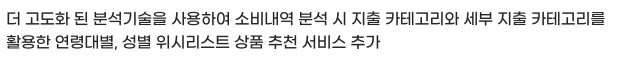 더 고도화 된 분석기술을 사용하여 소비내역 분석 시 지출 카테고리와 세부 지출 카테고리를
활용한 연령대별, 성별 위시리스트 상품 추천 서비스 추가